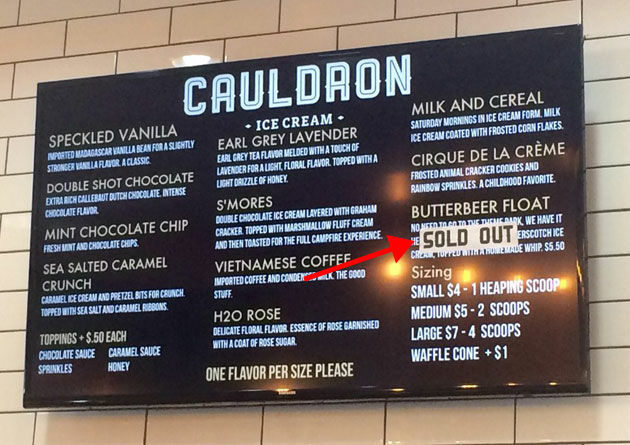 CAULDRON
• ICE CREAM •
SPECKLED VANILLA
IMPORTED MADAGASCAR VANILLA BEAN FOR A SLIGHTLY
STRONGER VANILLA FLAVOR. A CLASSIC.
DOUBLE SHOT CHOCOLATE
EXTRA RICH CALLEBAUT DUTCH CHOCOLATE. INTENSE
CHOCOLATE FLAVOR.
MINT CHOCOLATE CHIP
FRESH MINT AND CHOCOLATE CHIPS.
SEA SALTED CARAMEL
CRUNCH
CARAMEL ICE CREAM AND PRETZEL BITS FOR CRUNCH.
TOPPED WITH SEA SALT AND CARAMEL RIBBONS.
TOPPINGS + $.50 EACH
CHOCOLATE SAUCE CARAMEL SAUCE
SPRINKLES HONEY
EARL GREY LAVENDER
EARL GREY TEA FLAVOR MELDED WITH A TOUCH OF
LAVENDER FOR A LIGHT, FLORAL FLAVOR. TOPPED WITH A
LIGHT DRIZZLE OF HONEY.
S'MORES
DOUBLE CHOCOLATE ICE CREAM LAYERED WITH GRAHAM
CRACKER. TOPPED WITH MARSHMALLOW FLUFF CREAM
AND THEN TOASTED FOR THE FULL CAMPFIRE EXPERIENCE.
VIETNAMESE COFFEE
IMPORTED COFFEE AND CONDENSED MILK. THE GOOD
STUFF.
H2O ROSE
DELICATE FLORAL FLAVOR. ESSENCE OF ROSE GARNISHED
WITH A COAT OF ROSE SUGAR.
ONE FLAVOR PER SIZE PLEASE
MILK AND CEREAL
SATURDAY MORNINGS IN ICE CREAM FORM. MILK
ICE CREAM COATED WITH FROSTED CORN FLAKES.
CIRQUE DE LA CRÈME
FROSTED ANIMAL CRACKER COOKIES AND
RAINBOW SPRINKLES. A CHILDHOOD FAVORITE.
BUTTERBEER FLOAT
NO NEED TO GO TO THE THEME PARK, WE HAVE IT
SOLD OUT
ICE
CREAM, TOPPED WITH A HOMEMADE WHIP. $5.50
Sizing
SMALL $4 - 1 HEAPING SCOOP
MEDIUM $5 - 2 SCOOPS
LARGE $7 - 4 SCOOPS
WAFFLE CONE + $1